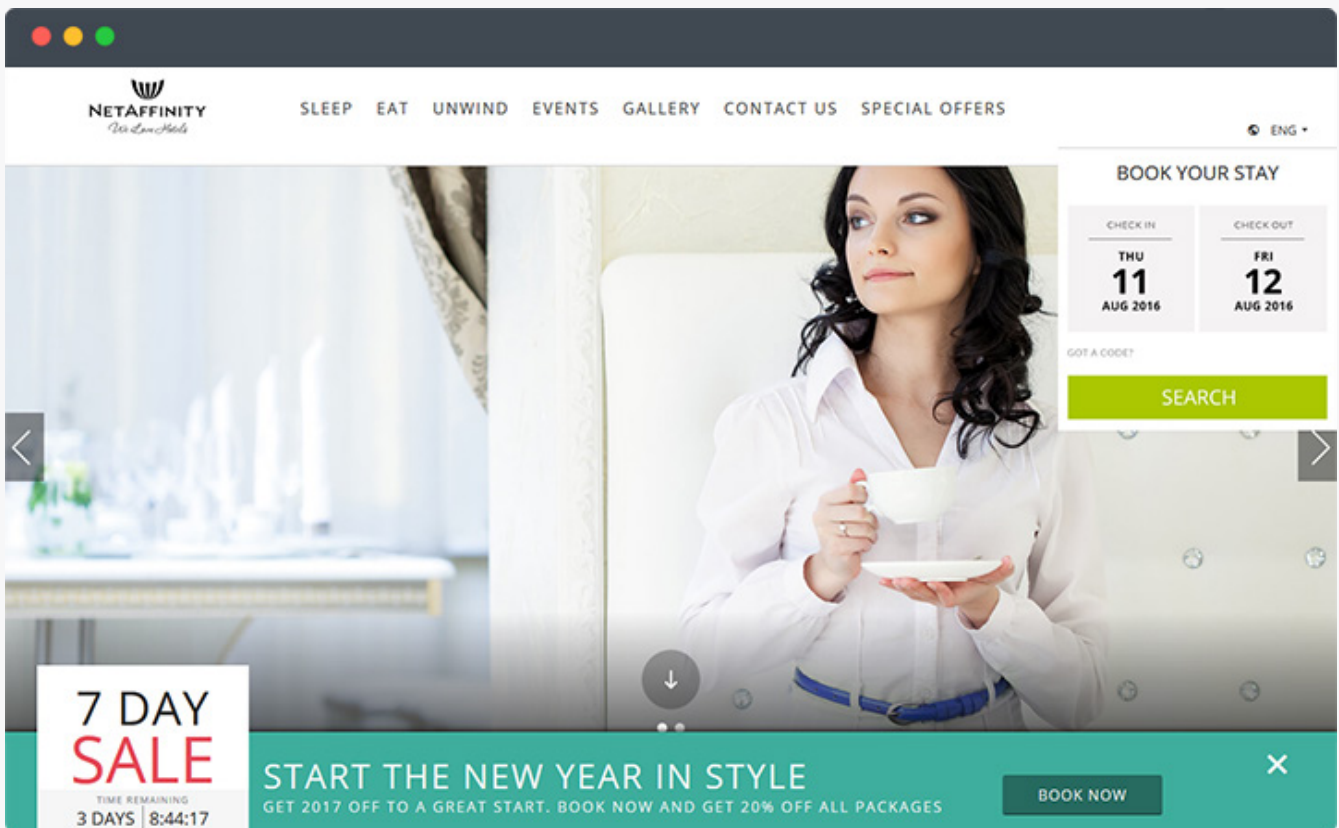 NETAFFINITY
We Love Hotels
SLEEP EAT UNWIND EVENTS GALLERY CONTACT US SPECIAL OFFERS
ENG
BOOK YOUR STAY
CHECK IN CHECK OUT
THU FRI
11 12
AUG 2016 AUG 2016
GOT A CODE?
SEARCH
7 DAY
SALE
TIME REMAINING
3 DAYS 8:44:17
START THE NEW YEAR IN STYLE
GET 2017 OFF TO A GREAT START. BOOK NOW AND GET 20% OFF ALL PACKAGES
BOOK NOW